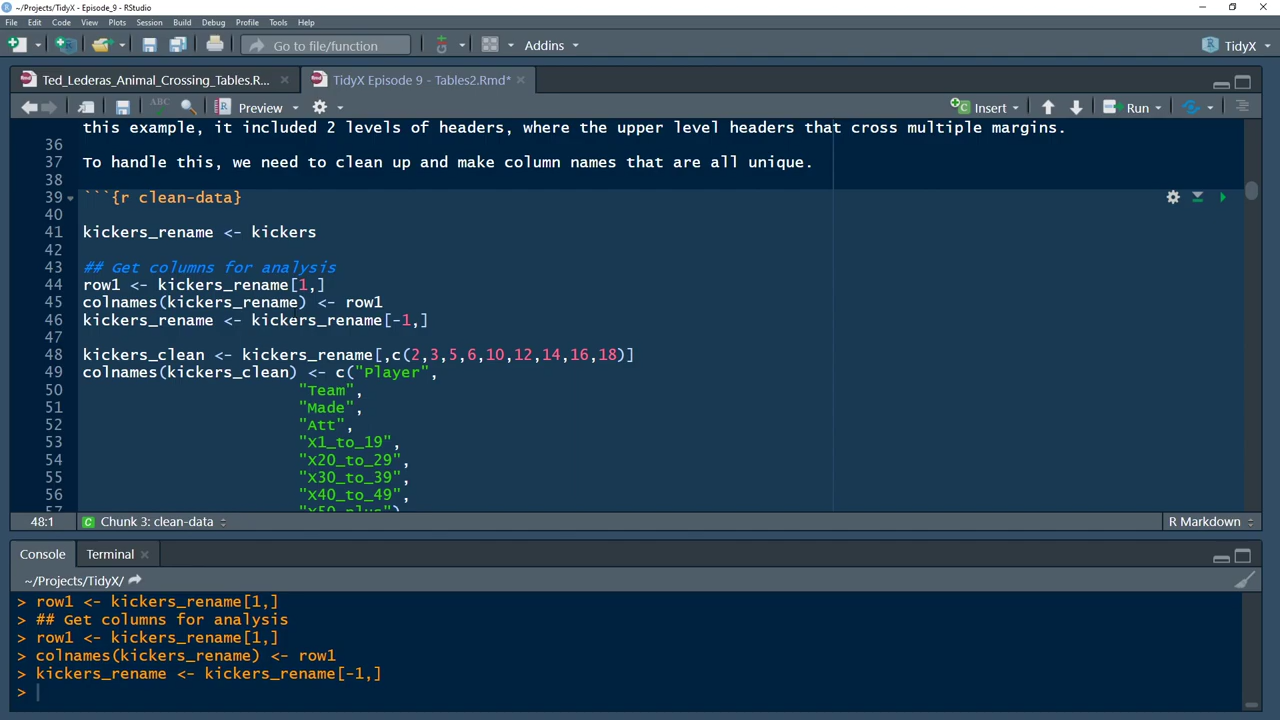 ~/Projects/TidyX - Episode_9 - RStudio
File Edit Code View Plots Session Build Debug Profile Tools Help
Go to file/function Addins TidyX
Ted_Lederas_Animal_Crossing_Tables.R... TidyX Episode 9 - Tables2.Rmd*
ABC Preview Insert Run
this example, it included 2 levels of headers, where the upper level headers that cross multiple margins.
36
37 To handle this, we need to clean up and make column names that are all unique.
38
39 ```{r clean-data}
40
41 kickers_rename <- kickers
42
43 ## Get columns for analysis
44 row1 <- kickers_rename[1,]
45 colnames(kickers_rename) <- row1
46 kickers_rename <- kickers_rename[-1,]
47
48 kickers_clean <- kickers_rename[,c(2,3,5,6,10,12,14,16,18)]
49 colnames(kickers_clean) <- c("Player",
50 "Team",
51 "Made",
52 "Att",
53 "X1_to_19",
54 "X20_to_29",
55 "X30_to_39",
56 "X40_to_49",
57 "X50_plus")
48:1 Chunk 3: clean-data R Markdown
Console Terminal
~/Projects/TidyX/
> row1 <- kickers_rename[1,]
> ## Get columns for analysis
> row1 <- kickers_rename[1,]
> colnames(kickers_rename) <- row1
> kickers_rename <- kickers_rename[-1,]
>